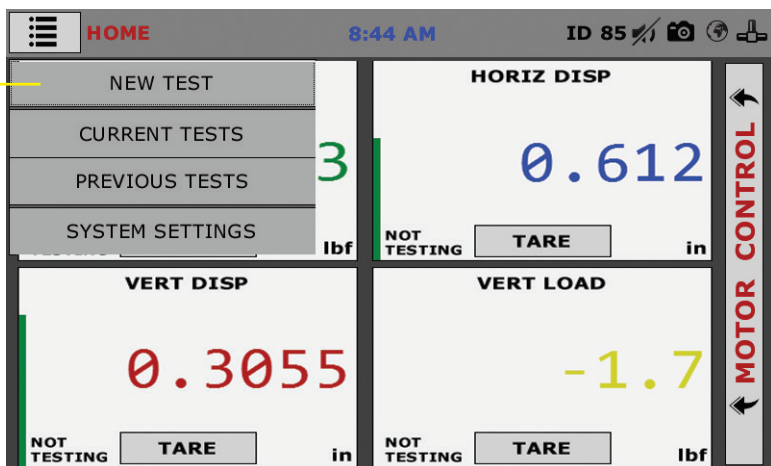 HOME 8:44 AM ID 85
NEW TEST
CURRENT TESTS
PREVIOUS TESTS
SYSTEM SETTINGS
3
lbf
HORIZ DISP
0.612
NOT TESTING TARE in
VERT DISP
0.3055
NOT TESTING TARE in
VERT LOAD
-1.7
NOT TESTING TARE lbf
MOTOR CONTROL